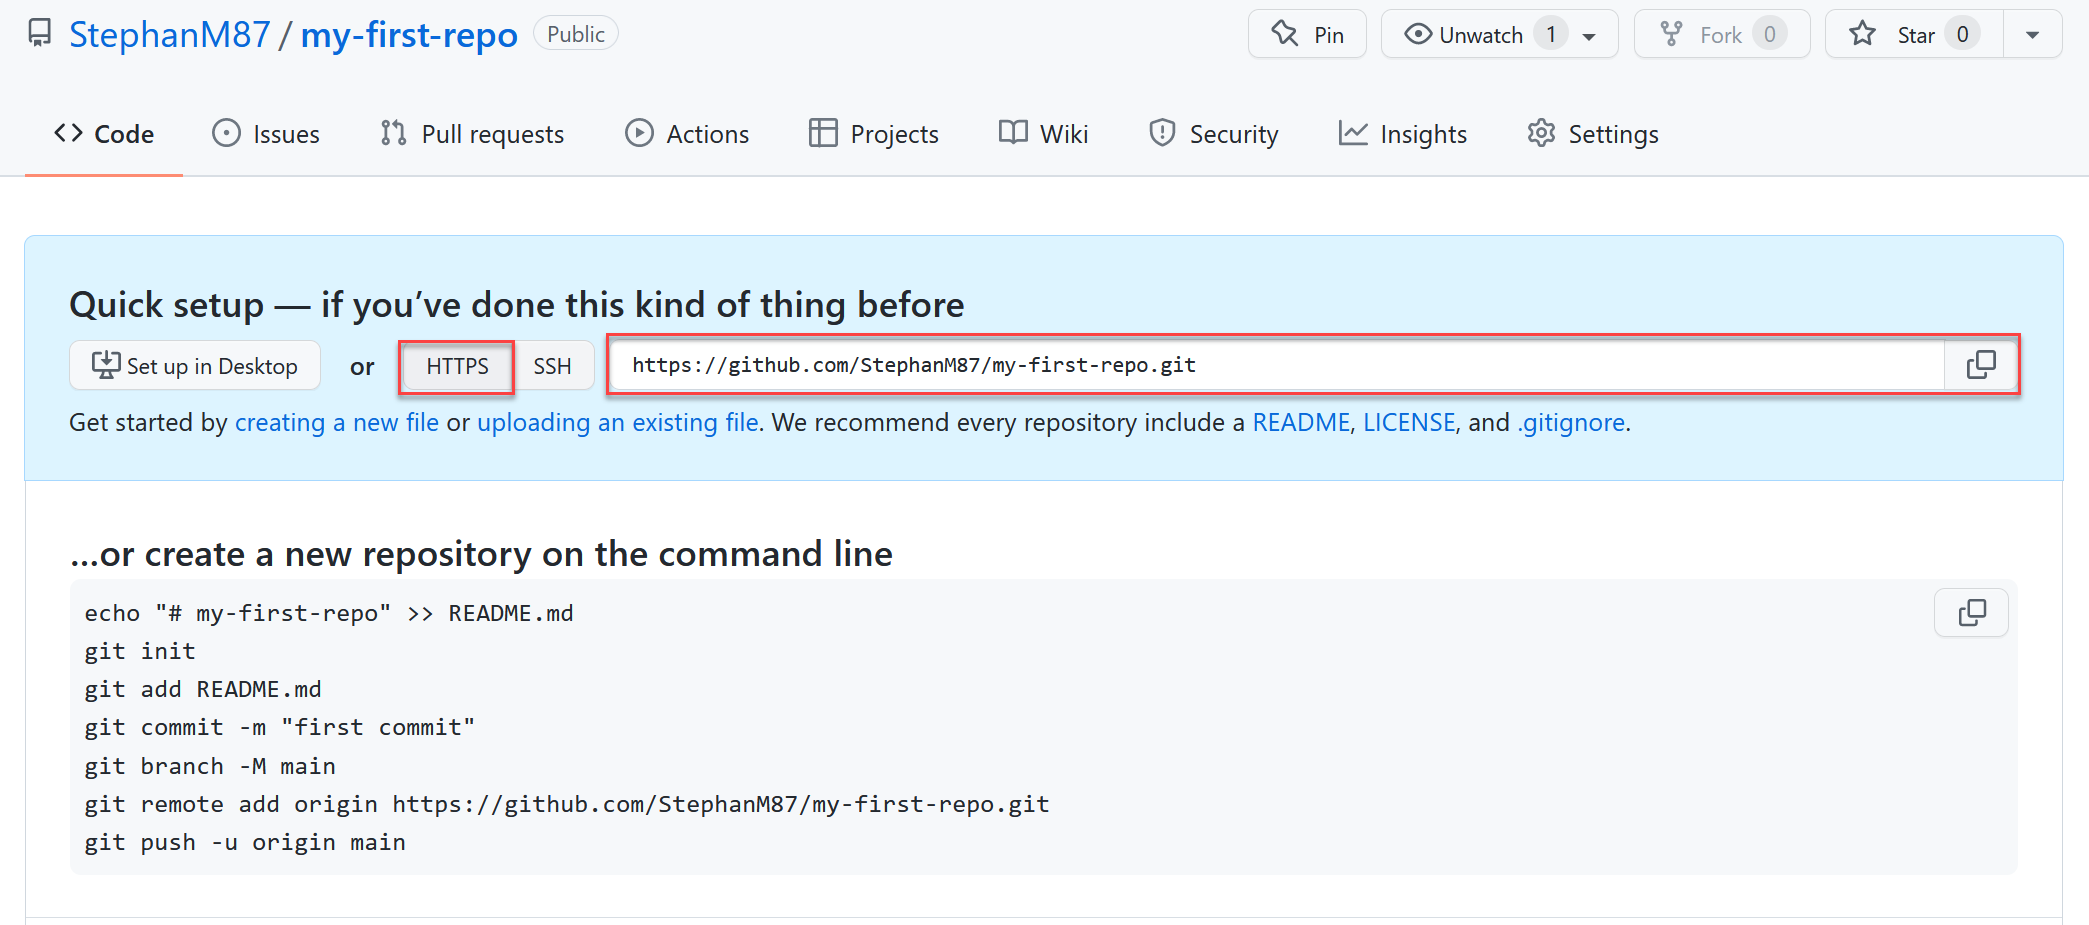 StephanM87 / my-first-repo Public Pin Unwatch 1 Fork 0 Star 0
Code Issues Pull requests Actions Projects Wiki Security Insights Settings
Quick setup — if you’ve done this kind of thing before
Set up in Desktop or HTTPS SSH https://github.com/StephanM87/my-first-repo.git
Get started by creating a new file or uploading an existing file. We recommend every repository include a README, LICENSE, and .gitignore.
…or create a new repository on the command line
echo "# my-first-repo" >> README.md
git init
git add README.md
git commit -m "first commit"
git branch -M main
git remote add origin https://github.com/StephanM87/my-first-repo.git
git push -u origin main